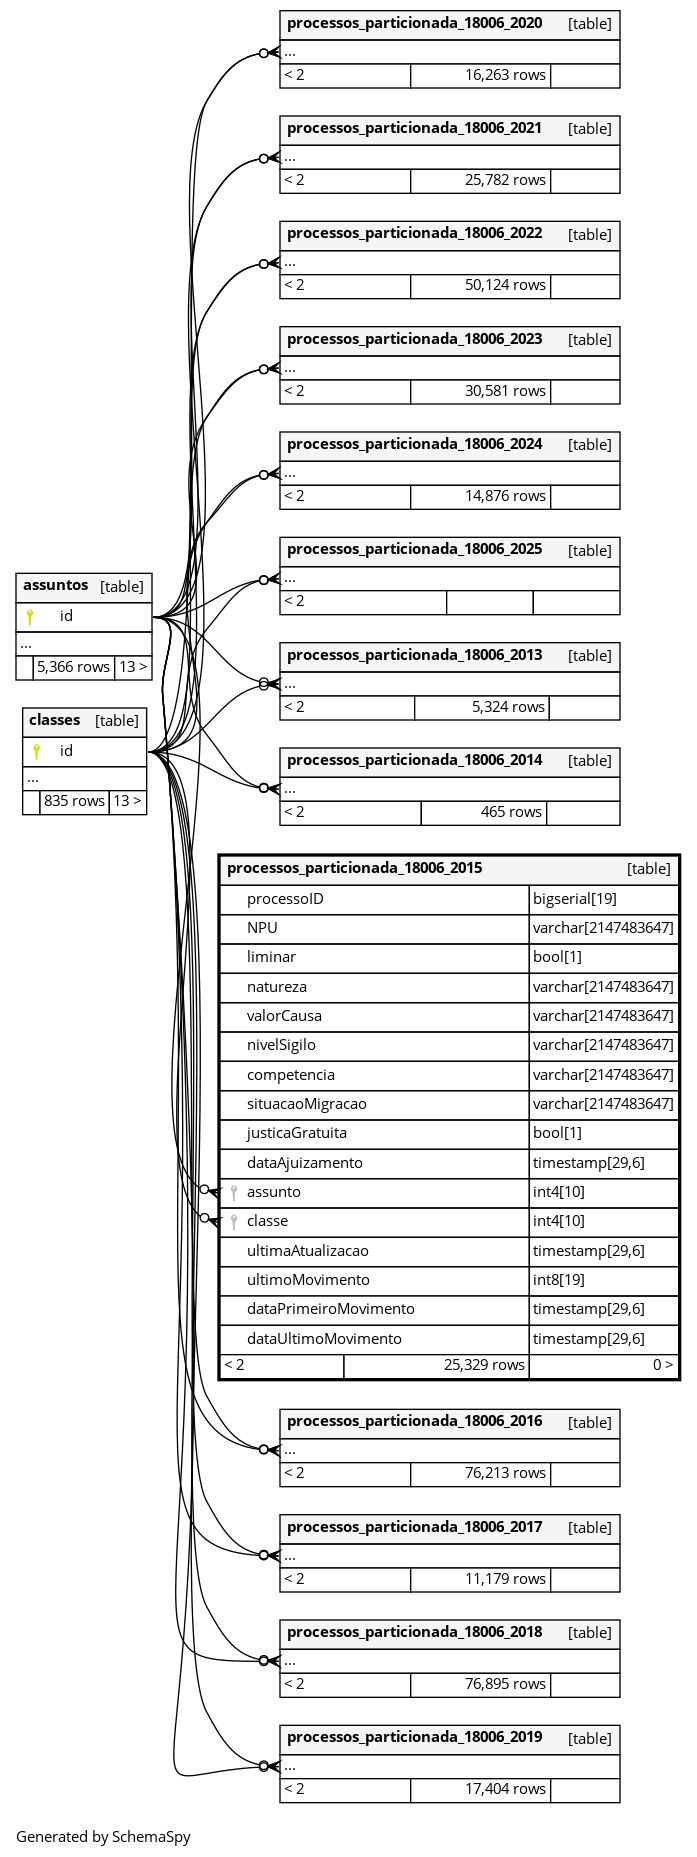 processos_particionada_18006_2020 [table]
...
< 2 16,263 rows
processos_particionada_18006_2021 [table]
...
< 2 25,782 rows
processos_particionada_18006_2022 [table]
...
< 2 50,124 rows
processos_particionada_18006_2023 [table]
...
< 2 30,581 rows
processos_particionada_18006_2024 [table]
...
< 2 14,876 rows
processos_particionada_18006_2025 [table]
...
< 2
assuntos [table]
id
...
5,366 rows 13 >
processos_particionada_18006_2013 [table]
...
< 2 5,324 rows
classes [table]
id
...
835 rows 13 >
processos_particionada_18006_2014 [table]
...
< 2 465 rows
processos_particionada_18006_2015 [table]
processoID bigserial[19]
NPU varchar[2147483647]
liminar bool[1]
natureza varchar[2147483647]
valorCausa varchar[2147483647]
nivelSigilo varchar[2147483647]
competencia varchar[2147483647]
situacaoMigracao varchar[2147483647]
justicaGratuita bool[1]
dataAjuizamento timestamp[29,6]
assunto int4[10]
classe int4[10]
ultimaAtualizacao timestamp[29,6]
ultimoMovimento int8[19]
dataPrimeiroMovimento timestamp[29,6]
dataUltimoMovimento timestamp[29,6]
< 2 25,329 rows 0 >
processos_particionada_18006_2016 [table]
...
< 2 76,213 rows
processos_particionada_18006_2017 [table]
...
< 2 11,179 rows
processos_particionada_18006_2018 [table]
...
< 2 76,895 rows
processos_particionada_18006_2019 [table]
...
< 2 17,404 rows
Generated by SchemaSpy